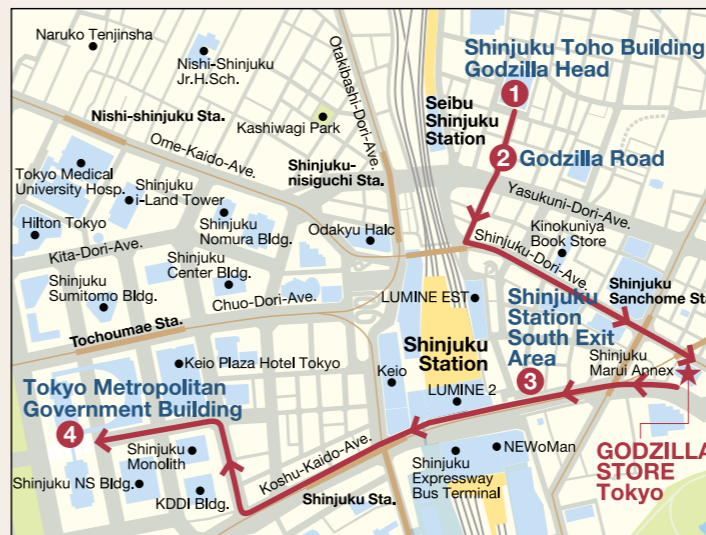 Naruko Tenjinsha
Nishi-Shinjuku
Jr.H.Sch.
Otakibashi-Dori-Ave.
Shinjuku Toho Building
Godzilla Head
1
Nishi-shinjuku Sta.
Kashiwagi Park
Seibu
Shinjuku
Station
Ome-Kaido-Ave.
2 Godzilla Road
Shinjuku-
nisiguchi Sta.
Tokyo Medical
University Hosp.
Shinjuku
i-Land Tower
Yasukuni-Dori-Ave.
Hilton Tokyo
Shinjuku
Nomura Bldg.
Odakyu Halc
Kinokuniya
Book Store
Kita-Dori-Ave.
Shinjuku-Dori-Ave.
Shinjuku
Sumitomo Bldg.
Shinjuku
Center Bldg.
Chuo-Dori-Ave.
LUMINE EST
Shinjuku
Sanchome Sta
Tochoumae Sta.
Shinjuku
Station
South Exit
Area
3
Shinjuku
Station
Shinjuku
Marui Annex
Keio Plaza Hotel Tokyo
Keio
LUMINE 2
Tokyo Metropolitan
Government Building
4
Shinjuku
Monolith
Koshu-Kaido-Ave.
NEWoMan
GODZILLA
STORE
Tokyo
Shinjuku NS Bldg.
KDDI Bldg.
Shinjuku Sta.
Shinjuku
Expressway
Bus Terminal